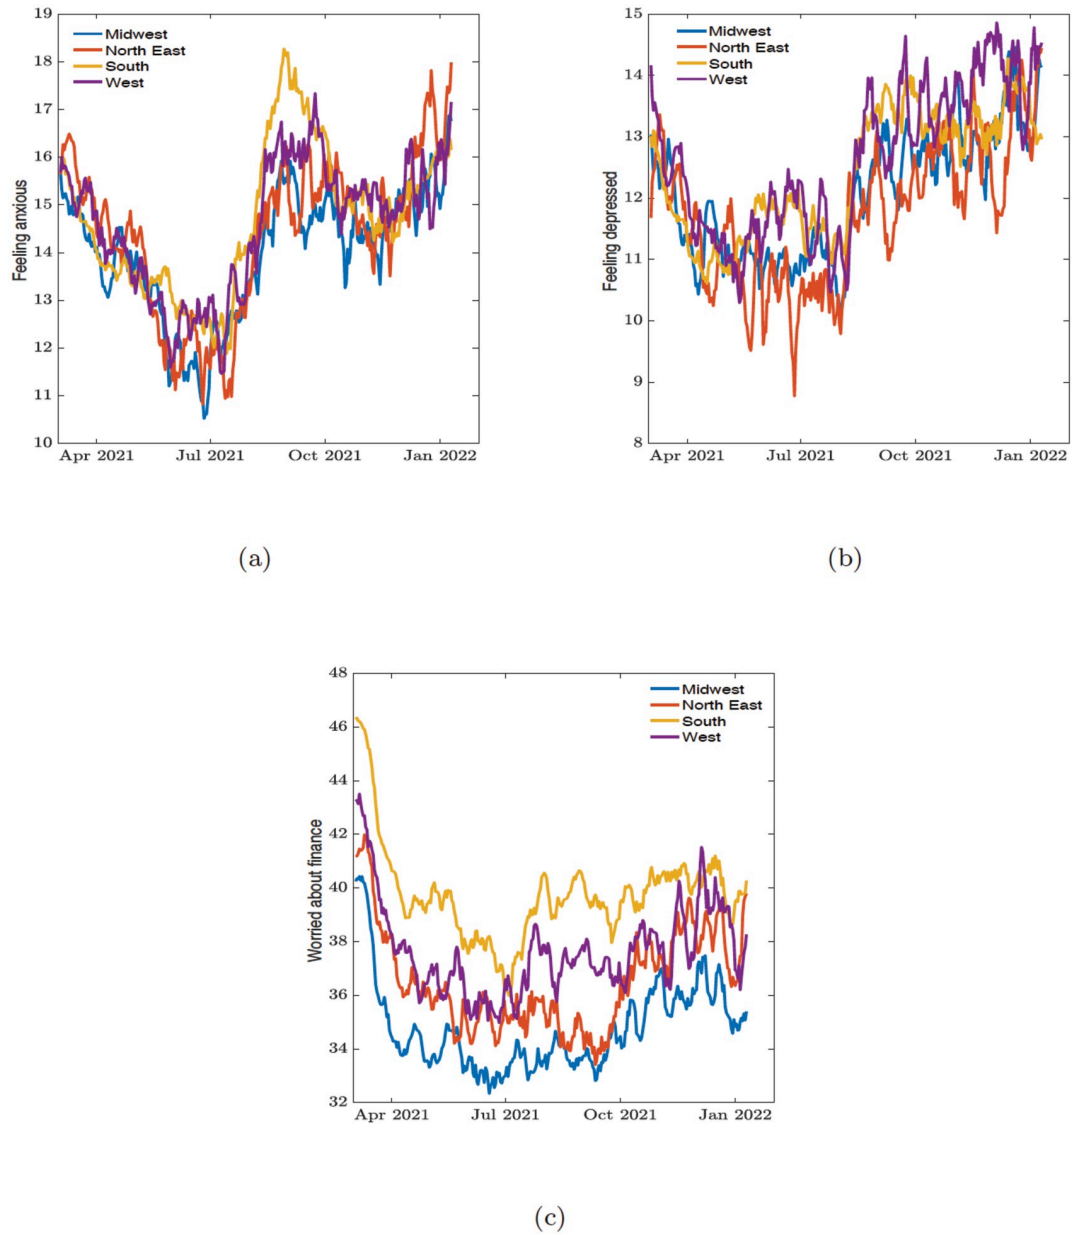 19
18
17
16
15
14
13
12
11
10
Feeling anxious
Midwest
North East
South
West
Apr 2021 Jul 2021 Oct 2021 Jan 2022
(a)
15
14
13
12
11
10
9
8
Feeling depressed
Midwest
North East
South
West
Apr 2021 Jul 2021 Oct 2021 Jan 2022
(b)
48
46
44
42
40
38
36
34
32
Worried about finance
Midwest
North East
South
West
Apr 2021 Jul 2021 Oct 2021 Jan 2022
(c)